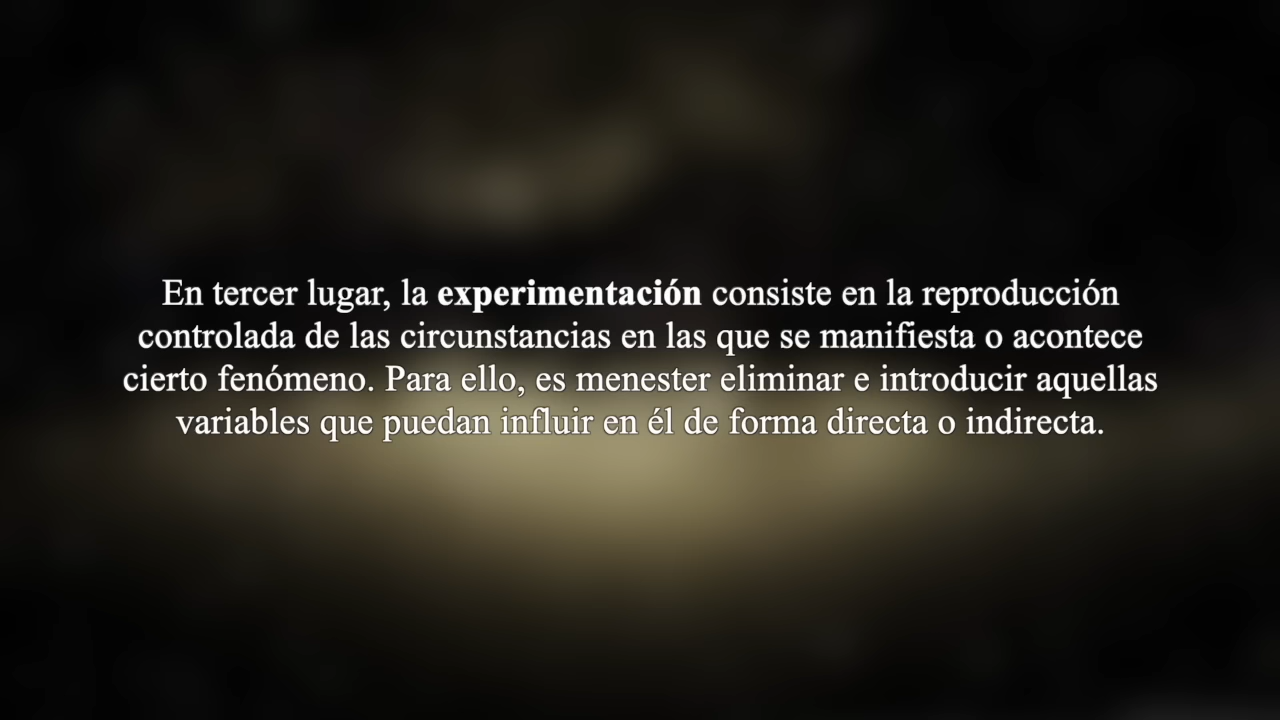 En tercer lugar, la experimentación consiste en la reproducción
controlada de las circunstancias en las que se manifiesta o acontece
cierto fenómeno. Para ello, es menester eliminar e introducir aquellas
variables que puedan influir en él de forma directa o indirecta.